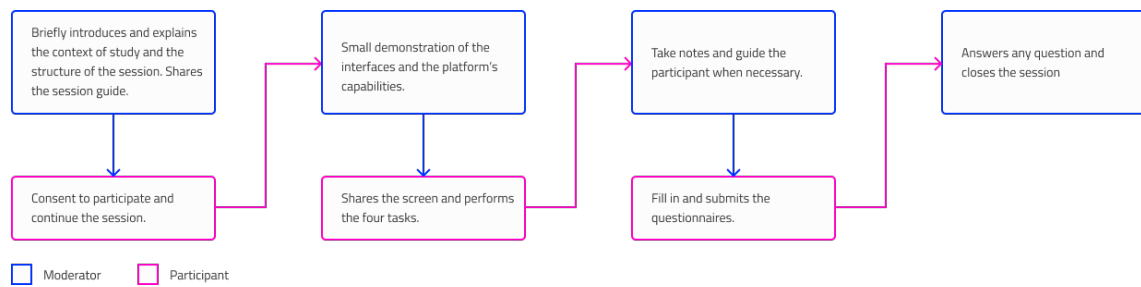 Briefly introduces and explains
the context of study and the
structure of the session. Shares
the session guide.
Consent to participate and
continue the session.
Small demonstration of the
interfaces and the platform's
capabilities.
Shares the screen and performs
the four tasks.
Take notes and guide the
participant when necessary.
Fill in and submits the
questionnaires.
Answers any question and
closes the session
Moderator
Participant